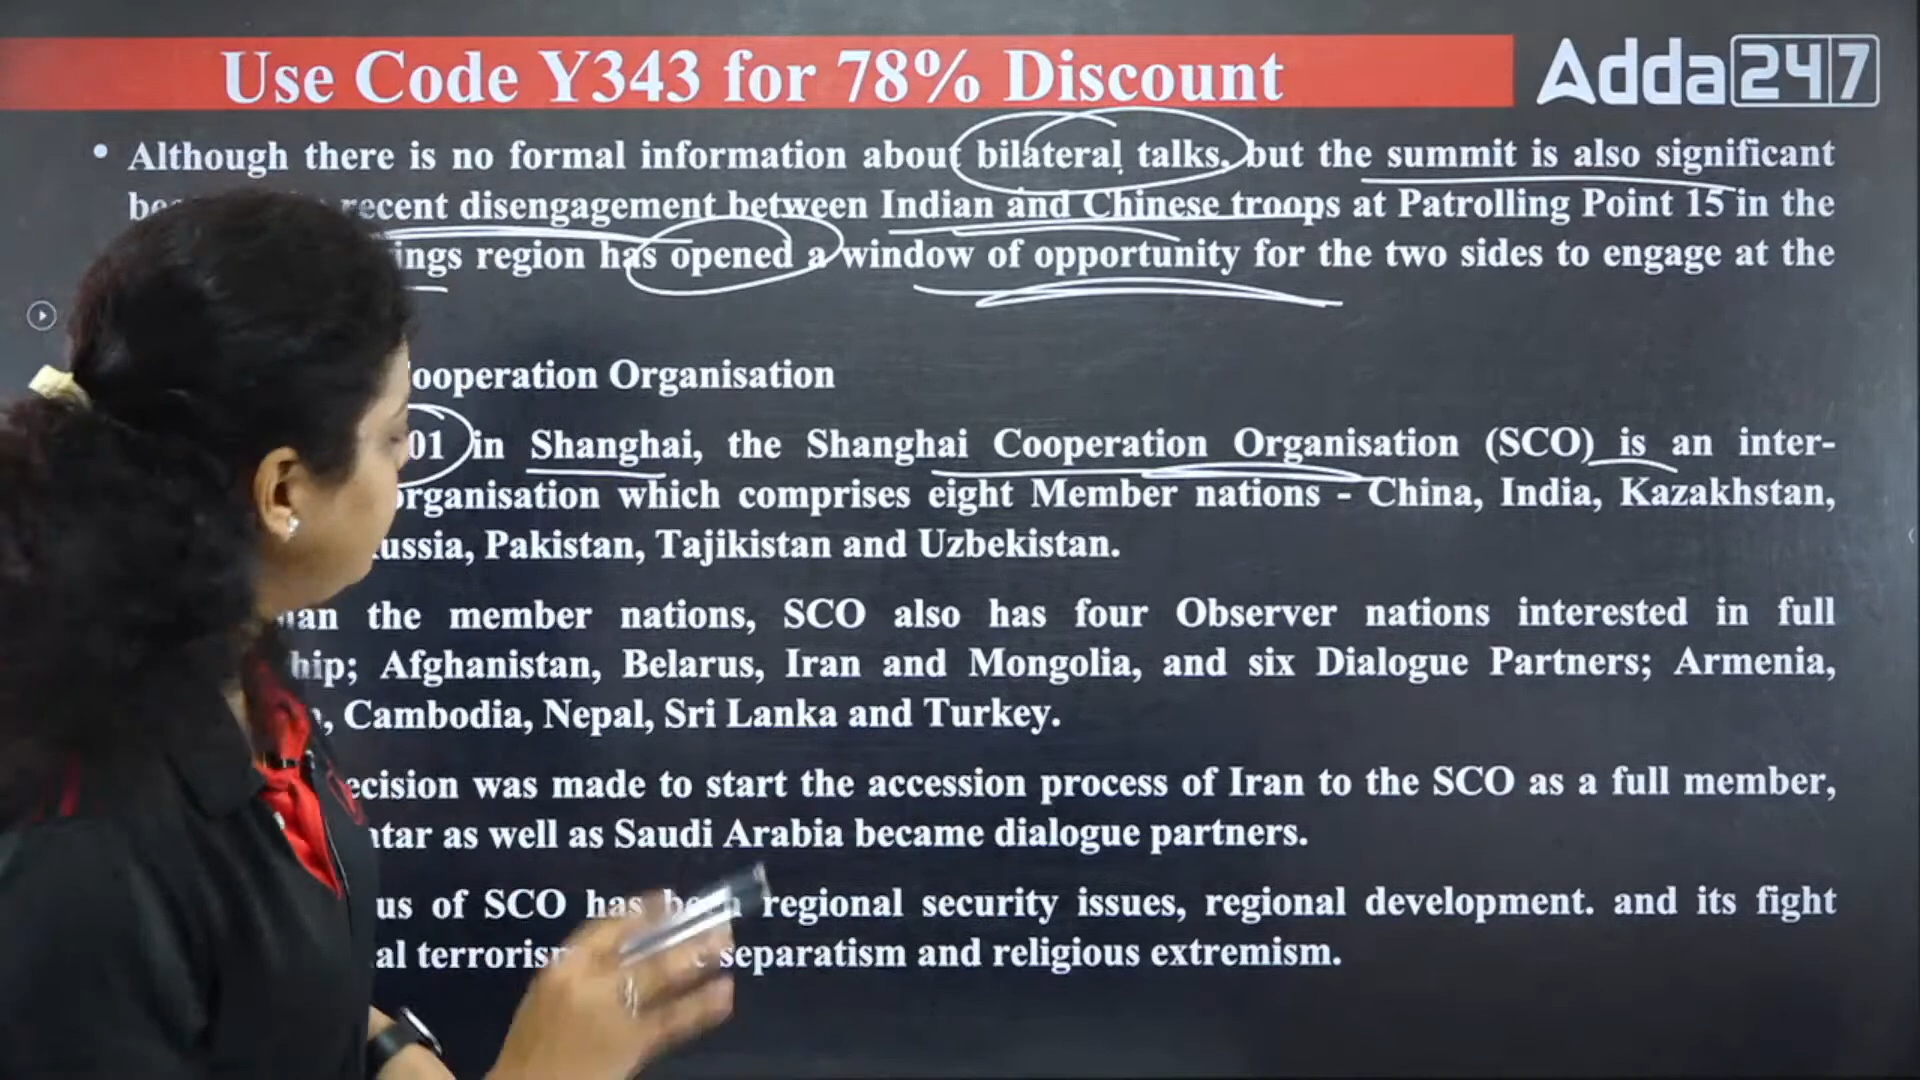 Use Code Y343 for 78% Discount
Adda247
• Although there is no formal information about bilateral talks, but the summit is also significant
recent disengagement between Indian and Chinese troops at Patrolling Point 15 in the
region has opened a window of opportunity for the two sides to engage at the
ooperation Organisation
01 in Shanghai, the Shanghai Cooperation Organisation (SCO) is an inter-
organisation which comprises eight Member nations - China, India, Kazakhstan,
ussia, Pakistan, Tajikistan and Uzbekistan.
the member nations, SCO also has four Observer nations interested in full
hip; Afghanistan, Belarus, Iran and Mongolia, and six Dialogue Partners; Armenia,
, Cambodia, Nepal, Sri Lanka and Turkey.
ecision was made to start the accession process of Iran to the SCO as a full member,
tar as well as Saudi Arabia became dialogue partners.
us of SCO has been regional security issues, regional development. and its fight
al terrorism separatism and religious extremism.